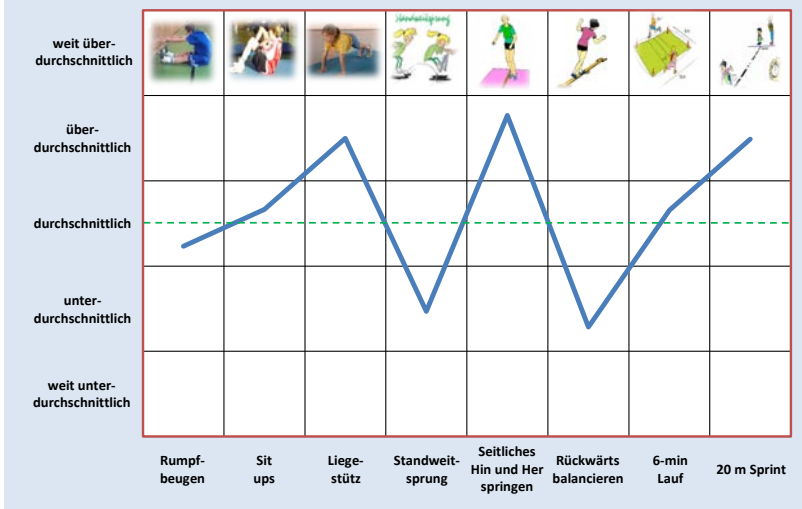 weit über-
durchschnittlich
Standweitsprung
über-
durchschnittlich
durchschnittlich
unter-
durchschnittlich
weit unter-
durchschnittlich
Rumpf-
beugen
Sit
ups
Liege-
stütz
Standweit-
sprung
Seitliches
Hin und Her
springen
Rückwärts
balancieren
6-min
Lauf
20 m Sprint